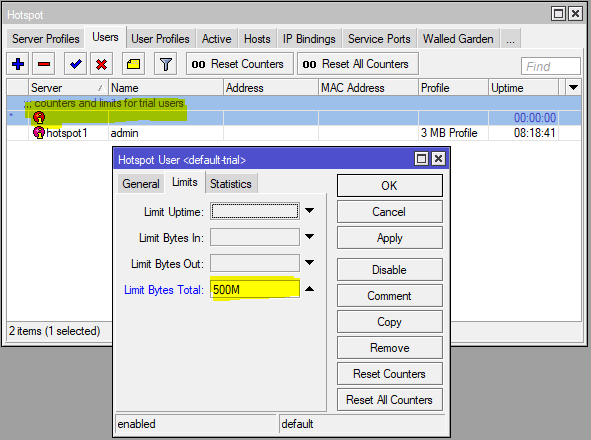 Hotspot
Server Profiles Users User Profiles Active Hosts IP Bindings Service Ports Walled Garden ...
00 Reset Counters 00 Reset All Counters Find
Server Name Address MAC Address Profile Uptime
;;; counters and limits for trial users
* 00:00:00
hotspot1 admin 3 MB Profile 08:18:41
2 items (1 selected)
Hotspot User <default-trial>
General Limits Statistics
Limit Uptime:
Limit Bytes In:
Limit Bytes Out:
Limit Bytes Total: 500M
OK
Cancel
Apply
Disable
Comment
Copy
Remove
Reset Counters
Reset All Counters
enabled default